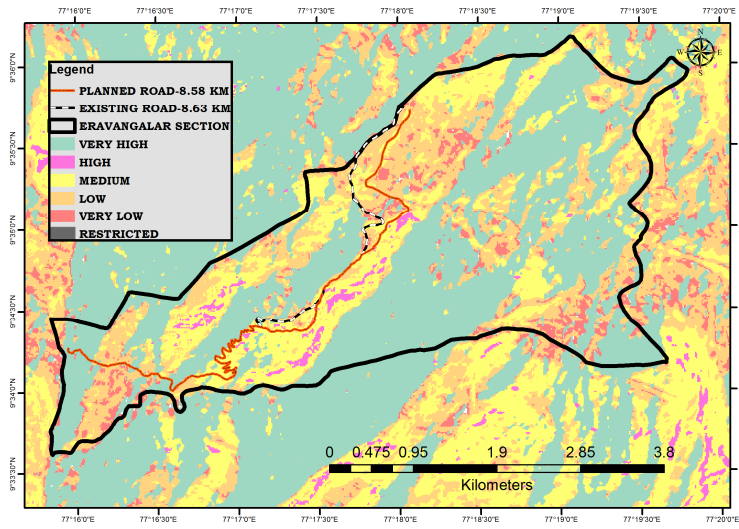 77°16'0"E 77°16'30"E 77°17'0"E 77°17'30"E 77°18'0"E 77°18'30"E 77°19'0"E 77°19'30"E 77°20'0"E
N
W E
S
9°36'0"N
9°35'30"N
9°35'0"N
9°34'30"N
9°34'0"N
9°33'30"N
Legend
PLANNED ROAD-8.58 KM
EXISTING ROAD-8.63 KM
ERAVANGALAR SECTION
VERY HIGH
HIGH
MEDIUM
LOW
VERY LOW
RESTRICTED
0 0.475 0.95 1.9 2.85 3.8
Kilometers
77°16'0"E 77°16'30"E 77°17'0"E 77°17'30"E 77°18'0"E 77°18'30"E 77°19'0"E 77°19'30"E 77°20'0"E